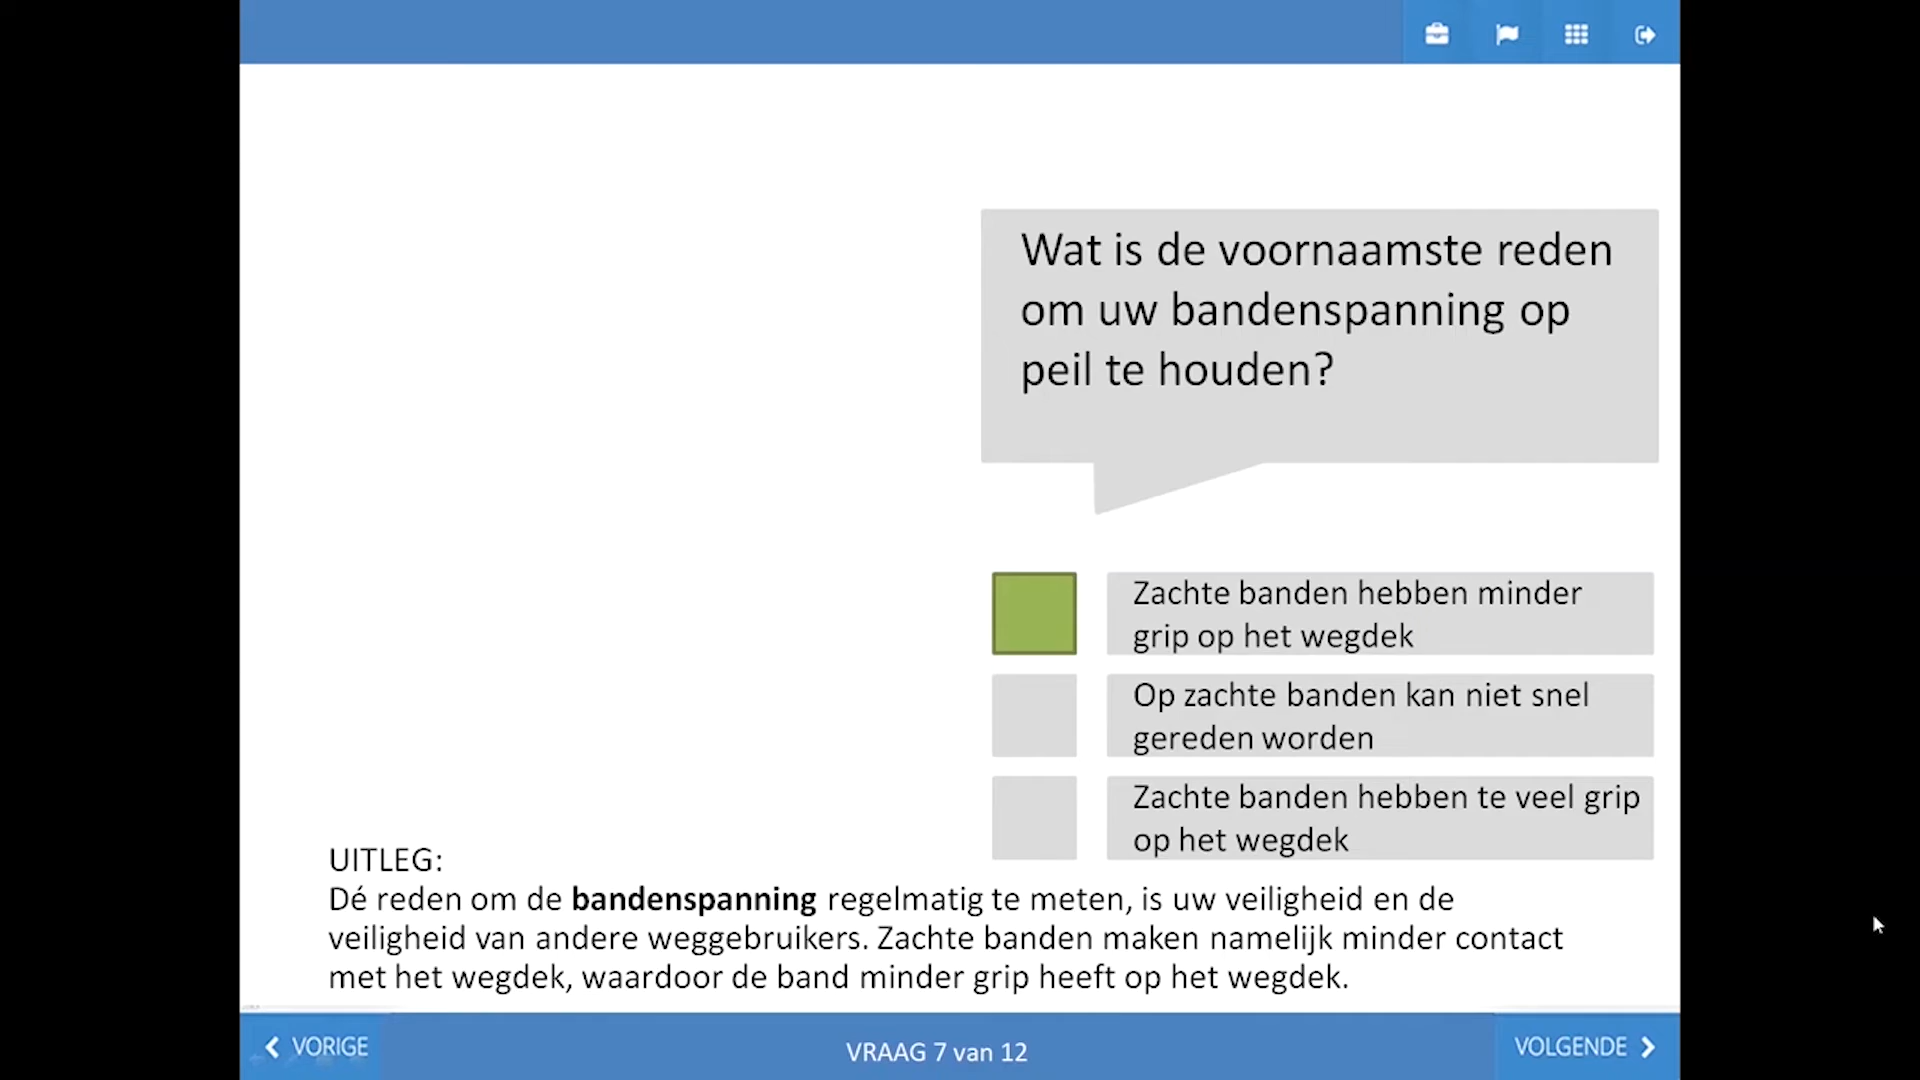 Wat is de voornaamste reden
om uw bandenspanning op
peil te houden?
Zachte banden hebben minder
grip op het wegdek
Op zachte banden kan niet snel
gereden worden
Zachte banden hebben te veel grip
op het wegdek
UITLEG:
Dé reden om de bandenspanning regelmatig te meten, is uw veiligheid en de
veiligheid van andere weggebruikers. Zachte banden maken namelijk minder contact
met het wegdek, waardoor de band minder grip heeft op het wegdek.
VORIGE
VRAAG 7 van 12
VOLGENDE